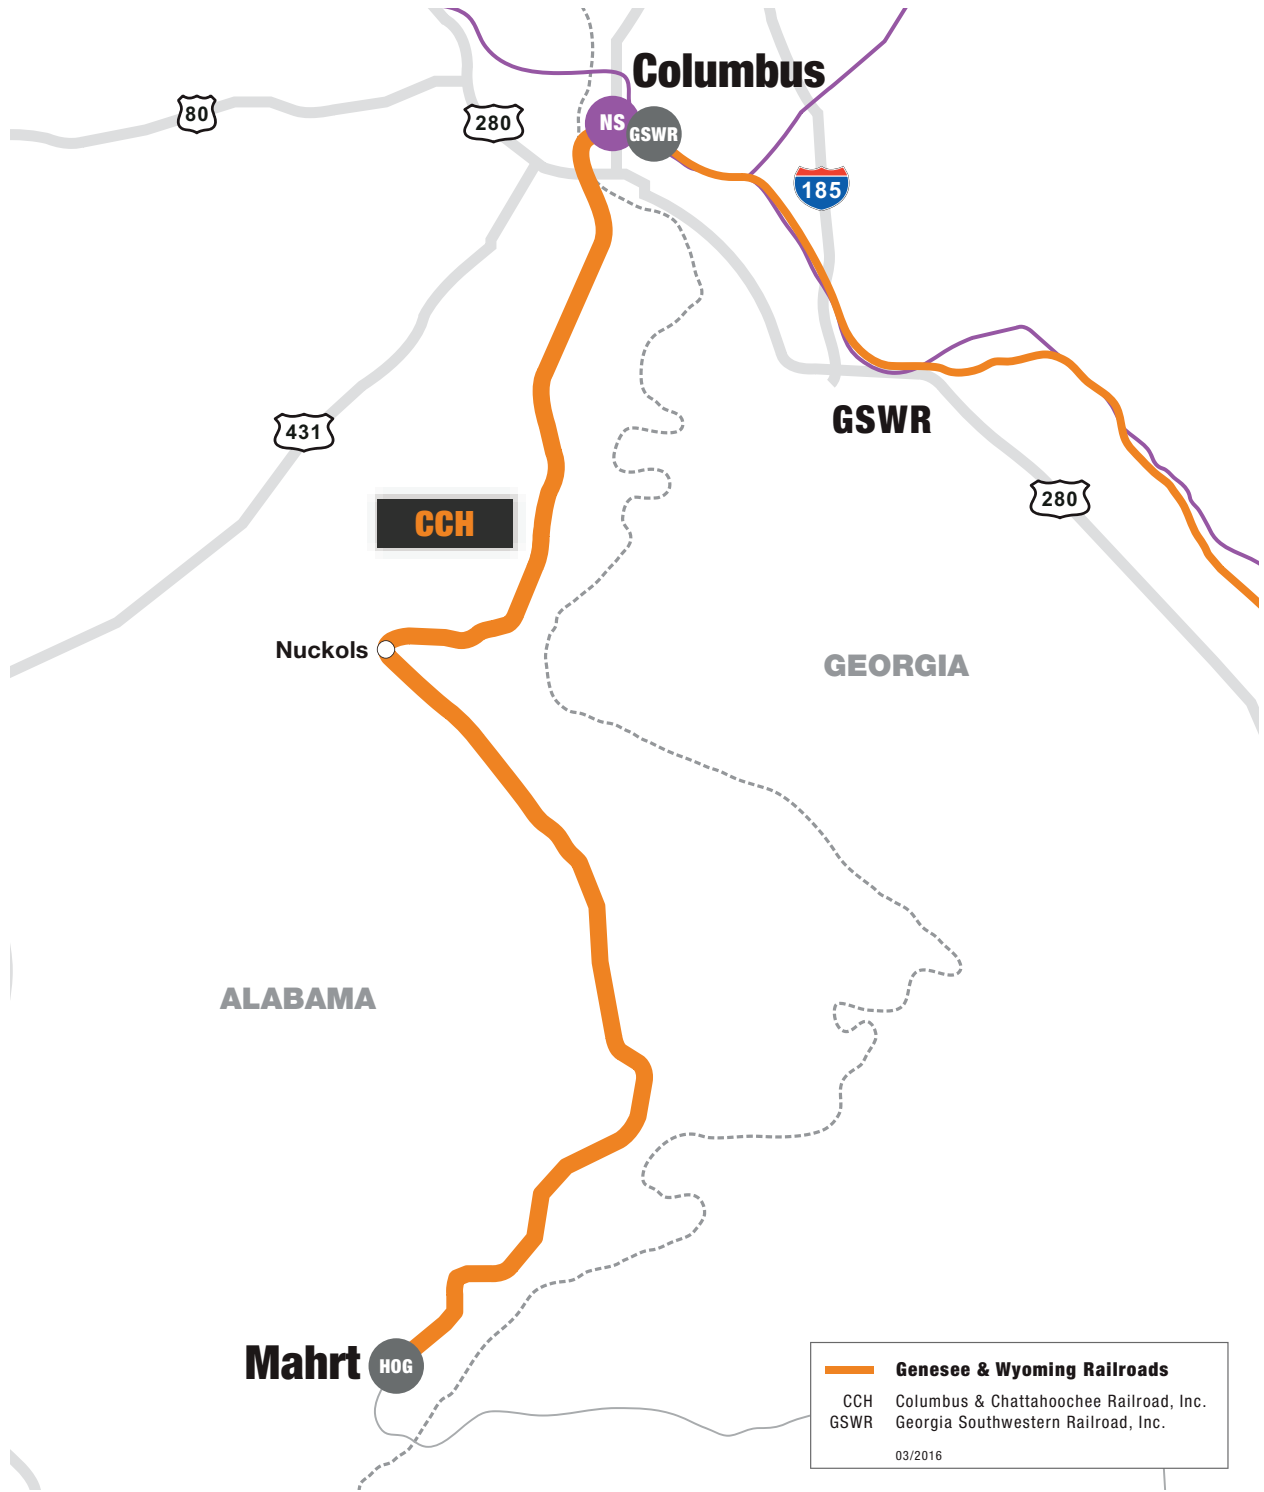 Columbus
80
280
NS
GSWR
185
GSWR
431
280
CCH
Nuckols
GEORGIA
ALABAMA
Mahrt
HOG
Genesee & Wyoming Railroads
CCH Columbus & Chattahoochee Railroad, Inc.
GSWR Georgia Southwestern Railroad, Inc.
03/2016